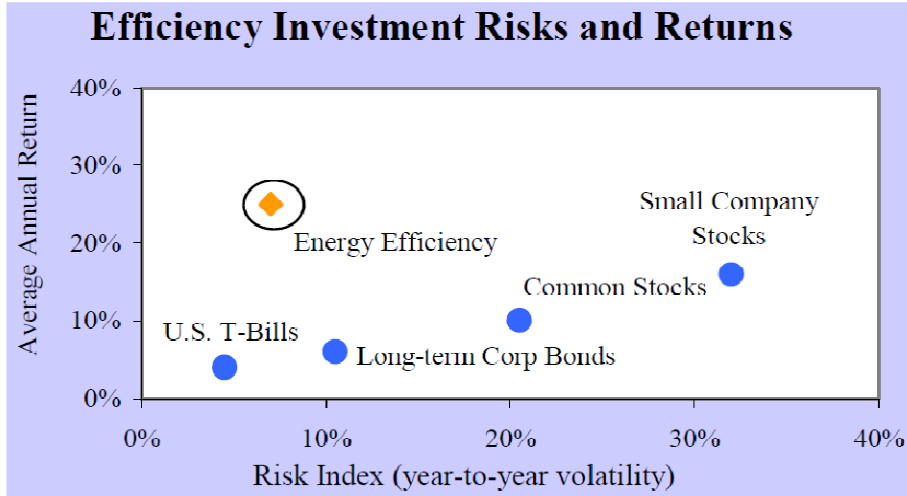 Efficiency Investment Risks and Returns
Average Annual Return
40%
30%
20%
10%
0%
Small Company
Stocks
Energy Efficiency
Common Stocks
U.S. T-Bills
Long-term Corp Bonds
0% 10% 20% 30% 40%
Risk Index (year-to-year volatility)